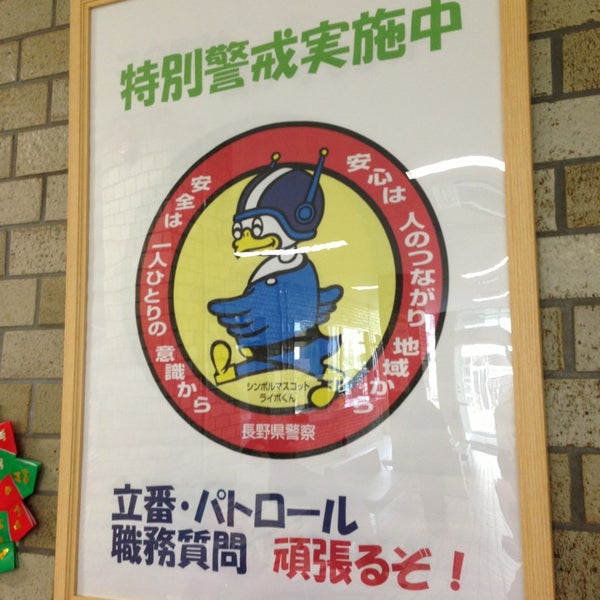 特別警戒実施中
安全は 一人ひとりの 意識から
安心は 人のつながり 地域から
シンボルマスコット
ライポくん
長野県警察
立番・パトロール
職務質問 頑張るぞ！